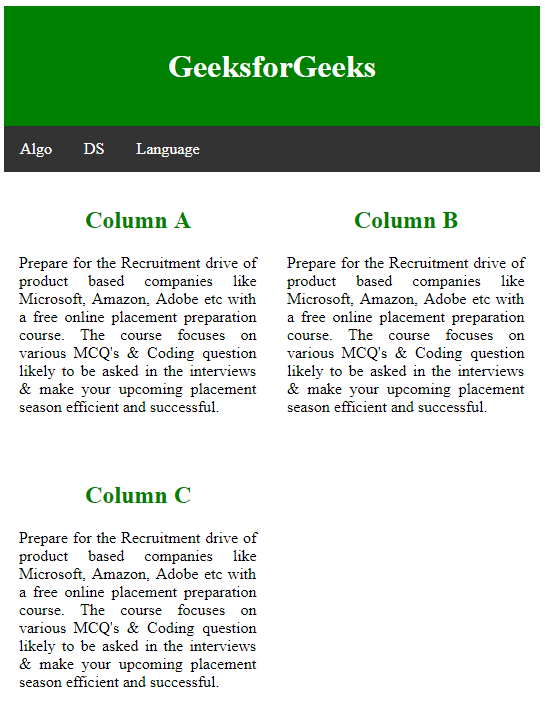 GeeksforGeeks
Algo DS Language
Column A
Prepare for the Recruitment drive of
product based companies like
Microsoft, Amazon, Adobe etc with
a free online placement preparation
course. The course focuses on
various MCQ's & Coding question
likely to be asked in the interviews
& make your upcoming placement
season efficient and successful.
Column B
Prepare for the Recruitment drive of
product based companies like
Microsoft, Amazon, Adobe etc with
a free online placement preparation
course. The course focuses on
various MCQ's & Coding question
likely to be asked in the interviews
& make your upcoming placement
season efficient and successful.
Column C
Prepare for the Recruitment drive of
product based companies like
Microsoft, Amazon, Adobe etc with
a free online placement preparation
course. The course focuses on
various MCQ's & Coding question
likely to be asked in the interviews
& make your upcoming placement
season efficient and successful.